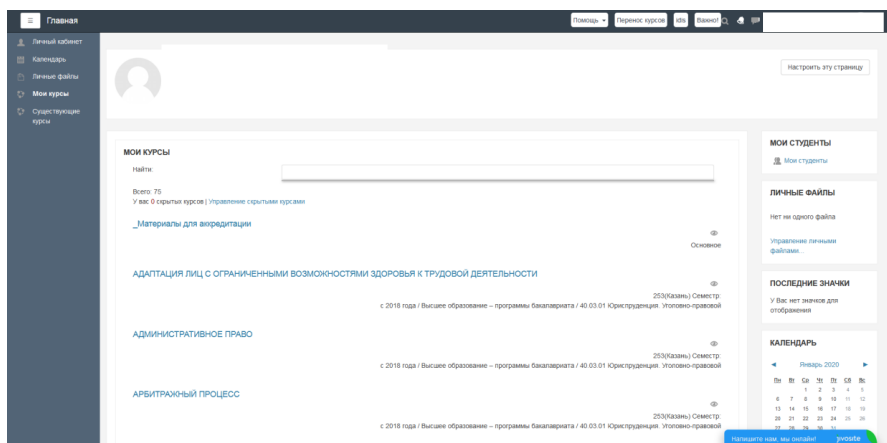 Главная
Помощь
Перенос курсов
idis
Важно!
Личный кабинет
Календарь
Личные файлы
Мои курсы
Существующие
курсы
Настроить эту страницу
МОИ КУРСЫ
Найти:
Всего: 75
У вас 0 скрытых курсов | Управление скрытыми курсами
_Материалы для аккредитации
Основное
АДАПТАЦИЯ ЛИЦ С ОГРАНИЧЕННЫМИ ВОЗМОЖНОСТЯМИ ЗДОРОВЬЯ К ТРУДОВОЙ ДЕЯТЕЛЬНОСТИ
253(Казань) Семестр:
с 2018 года / Высшее образование – программы бакалавриата / 40.03.01 Юриспруденция. Уголовно-правовой
АДМИНИСТРАТИВНОЕ ПРАВО
253(Казань) Семестр:
с 2018 года / Высшее образование – программы бакалавриата / 40.03.01 Юриспруденция. Уголовно-правовой
АРБИТРАЖНЫЙ ПРОЦЕСС
253(Казань) Семестр:
с 2018 года / Высшее образование – программы бакалавриата / 40.03.01 Юриспруденция. Уголовно-правовой
МОИ СТУДЕНТЫ
Мои студенты
ЛИЧНЫЕ ФАЙЛЫ
Нет ни одного файла
Управление личными
файлами...
ПОСЛЕДНИЕ ЗНАЧКИ
У Вас нет значков для
отображения
КАЛЕНДАРЬ
◄ Январь 2020 ►
Пн Вт Ср Чт Пт Сб Вс
1 2 3 4 5
6 7 8 9 10 11 12
13 14 15 16 17 18 19
20 21 22 23 24 25 26
27 28 29 30 31
Напишите нам, мы онлайн! jivosite